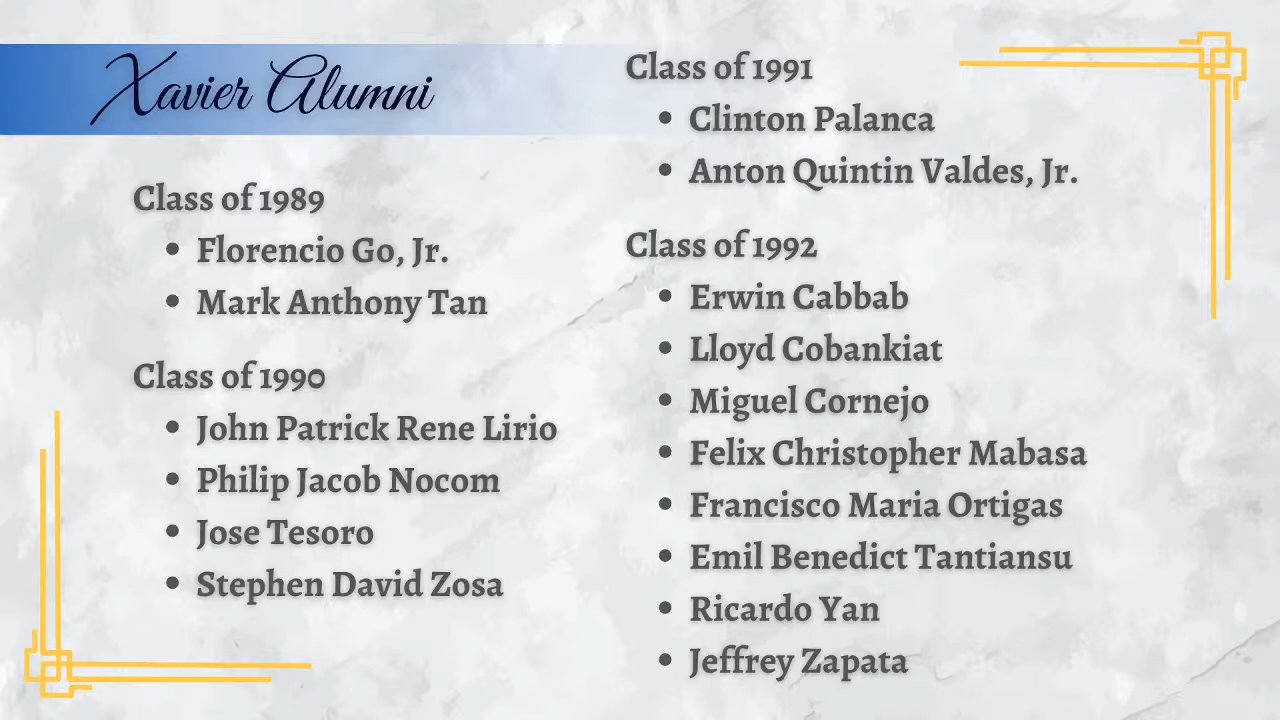 Xavier Alumni
Class of 1989
• Florencio Go, Jr.
• Mark Anthony Tan
Class of 1990
• John Patrick Rene Lirio
• Philip Jacob Nocom
• Jose Tesoro
• Stephen David Zosa
Class of 1991
• Clinton Palanca
• Anton Quintin Valdes, Jr.
Class of 1992
• Erwin Cabbab
• Lloyd Cobankiat
• Miguel Cornejo
• Felix Christopher Mabasa
• Francisco Maria Ortigas
• Emil Benedict Tantiansu
• Ricardo Yan
• Jeffrey Zapata